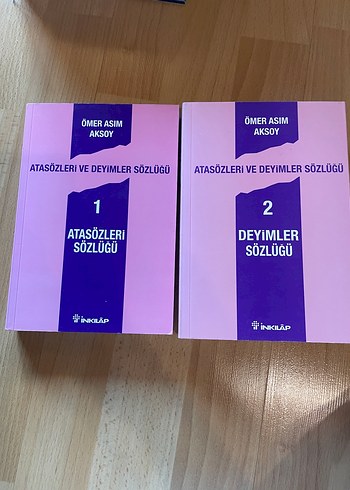 ÖMER ASIM
AKSOY
ATASÖZLERİ VE DEYİMLER SÖZLÜĞÜ
1
ATASÖZLERİ
SÖZLÜĞÜ
İNKILÂP
ÖMER ASIM
AKSOY
ATASÖZLERİ VE DEYİMLER SÖZLÜĞÜ
2
DEYİMLER
SÖZLÜĞÜ
İNKILÂP